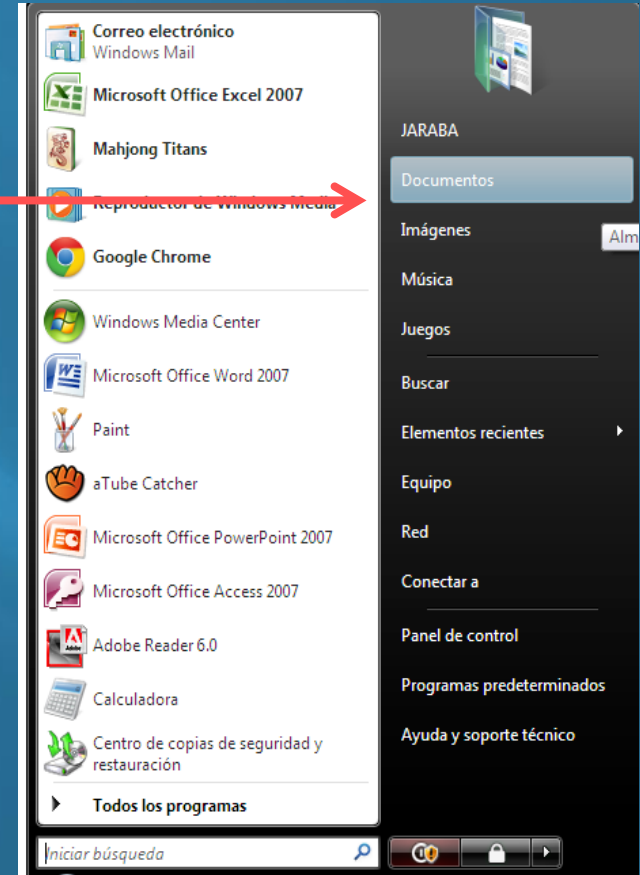 Correo electrónico
Windows Mail
Microsoft Office Excel 2007
Mahjong Titans
Reproductor de Windows Media
Google Chrome
Windows Media Center
Microsoft Office Word 2007
Paint
aTube Catcher
Microsoft Office PowerPoint 2007
Microsoft Office Access 2007
Adobe Reader 6.0
Calculadora
Centro de copias de seguridad y
restauración
Todos los programas
Iniciar búsqueda
JARABA
Documentos
Imágenes
Alm
Música
Juegos
Buscar
Elementos recientes
Equipo
Red
Conectar a
Panel de control
Programas predeterminados
Ayuda y soporte técnico